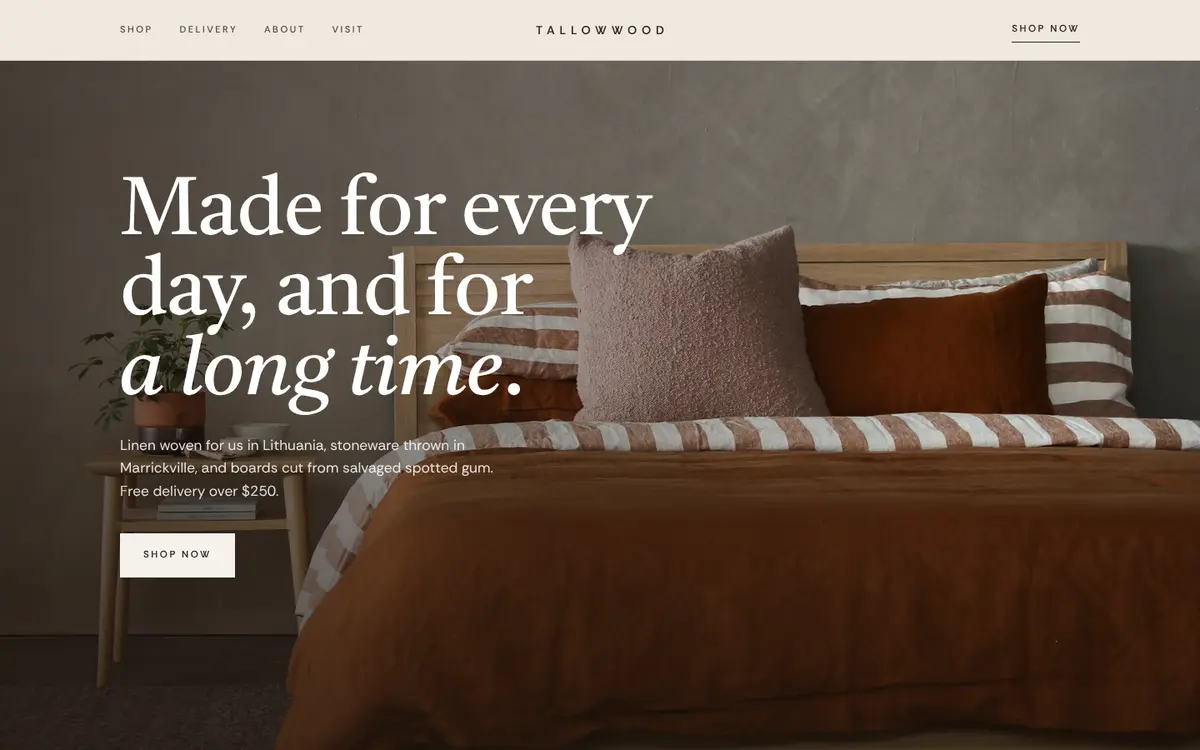 SHOP DELIVERY ABOUT VISIT TALLOWWOOD SHOP NOW
Made for every
day, and for
a long time.
Linen woven for us in Lithuania, stoneware thrown in
Marrickville, and boards cut from salvaged spotted gum.
Free delivery over $250.
SHOP NOW